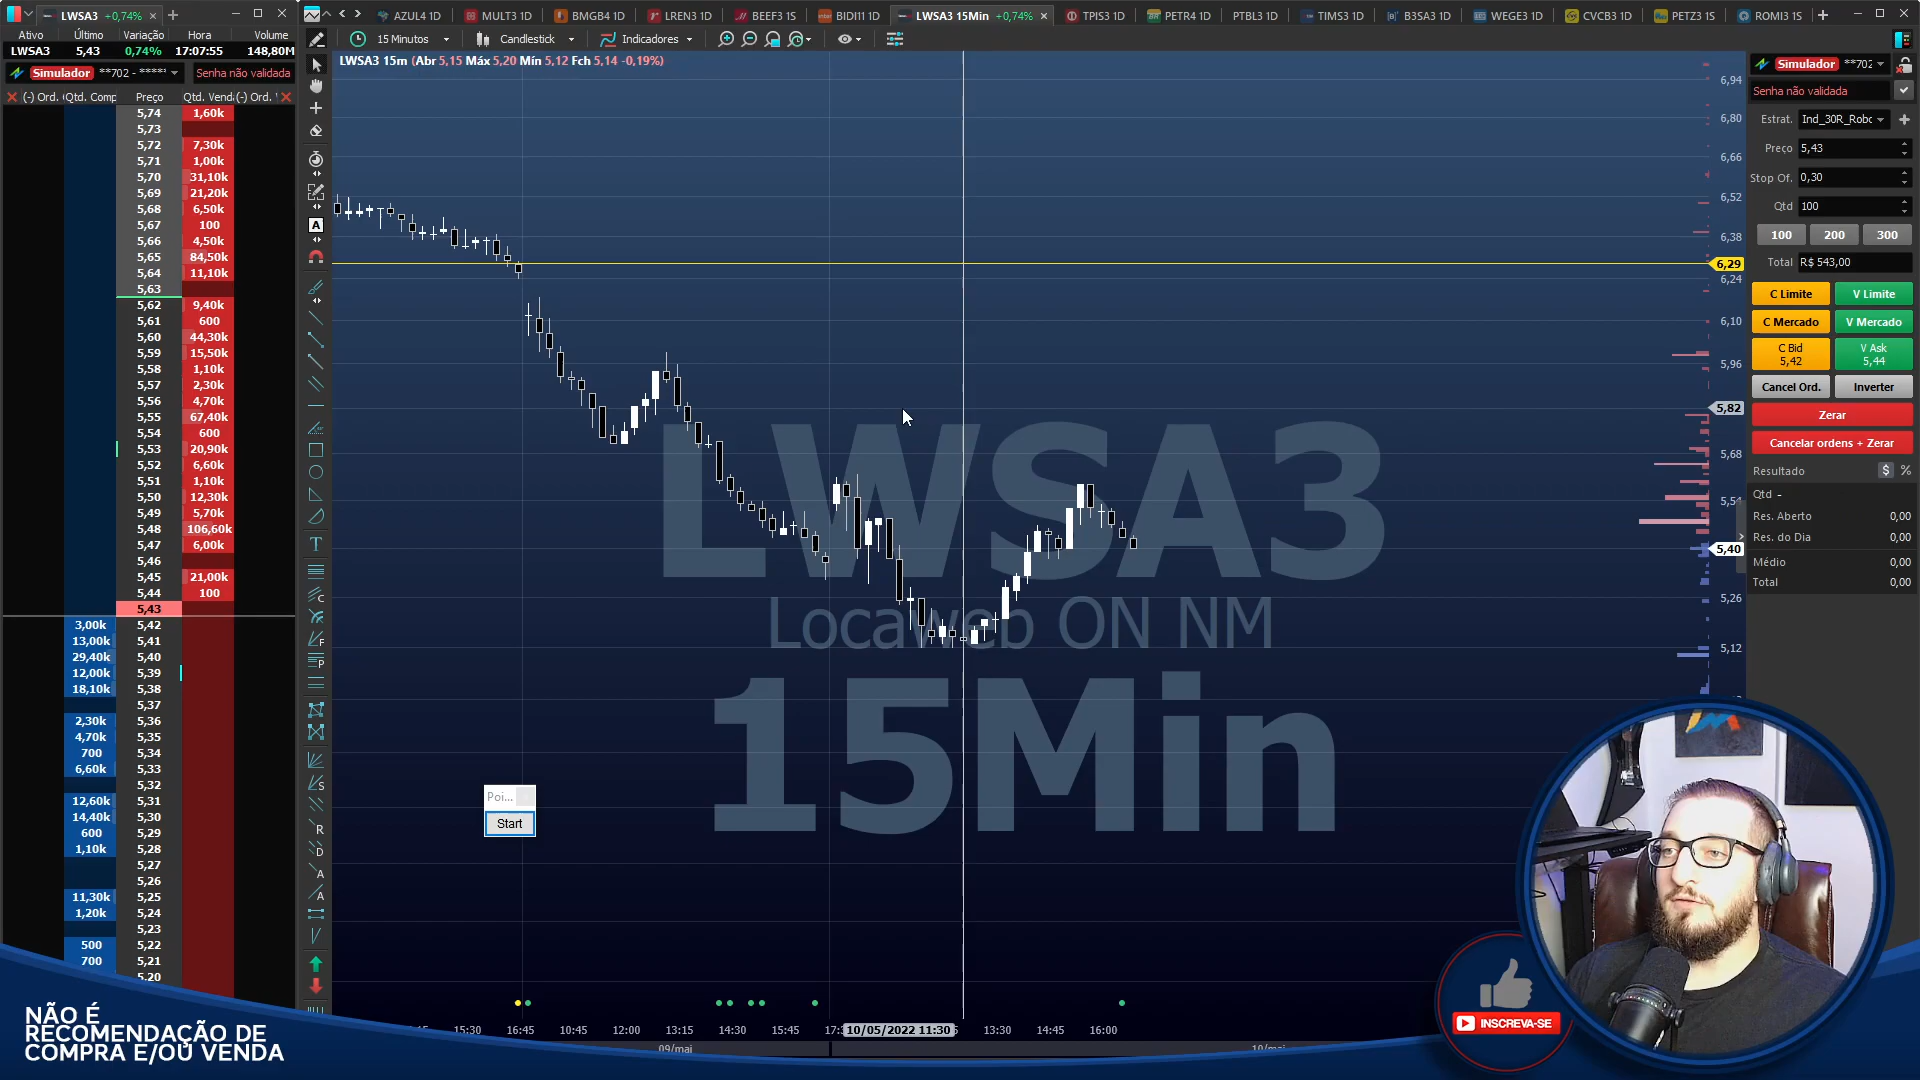 LWSA3 +0,74%
Ativo Último Variação Hora Volume
LWSA3 5,43 0,74% 17:07:55 148,80M
Simulador **702 - ***** Senha não validada
(-) Ord. Qtd. Comp Preço Qtd. Vend (-) Ord.
5,74 1,60k
5,73
5,72 7,30k
5,71 1,00k
5,70 31,10k
5,69 21,20k
5,68 6,50k
5,67 100
5,66 4,50k
5,65 84,50k
5,64 11,10k
5,63
5,62 9,40k
5,61 600
5,60 44,30k
5,59 15,50k
5,58 1,10k
5,57 2,30k
5,56 4,70k
5,55 67,40k
5,54 600
5,53 20,90k
5,52 6,60k
5,51 1,10k
5,50 12,30k
5,49 5,70k
5,48 106,60k
5,47 6,00k
5,46
5,45 21,00k
5,44 100
5,43
3,00k 5,42
13,00k 5,41
29,40k 5,40
12,00k 5,39
18,10k 5,38
5,37
2,30k 5,36
4,70k 5,35
700 5,34
6,60k 5,33
5,32
12,60k 5,31
14,40k 5,30
600 5,29
1,10k 5,28
5,27
5,26
11,30k 5,25
1,20k 5,24
5,23
500 5,22
700 5,21
5,20
AZUL4 1D MULT3 1D BMGB4 1D LREN3 1D BEEF3 1S BIDI11 1D LWSA3 15Min +0,74% TPIS3 1D PETR4 1D PTBL3 1D TIMS3 1D B3SA3 1D WEGE3 1D CVCB3 1D PETZ3 1S ROMI3 1S
15 Minutos Candlestick Indicadores
LWSA3 15m (Abr 5,15 Máx 5,20 Mín 5,12 Fch 5,14 -0,19%)
6,94
6,80
6,66
6,52
6,38
6,29
6,24
6,10
5,96
5,82
5,68
5,54
5,40
5,26
5,12
LWSA3
Locaweb ON NM
15Min
Poi...
Start
15:30 16:45 10:45 12:00 13:15 14:30 15:45 10/05/2022 11:30 13:30 14:45 16:00
09/mai
Simulador **702
Senha não validada
Estrat. Ind_30R_Robo
Preço 5,43
Stop Of. 0,30
Qtd 100
100 200 300
Total R$ 543,00
C Limite V Limite
C Mercado V Mercado
C Bid V Ask
5,42 5,44
Cancel Ord. Inverter
Zerar
Cancelar ordens + Zerar
Resultado $ %
Qtd -
Res. Aberto 0,00
Res. do Dia 0,00
Médio 0,00
Total 0,00
NÃO É
RECOMENDAÇÃO DE
COMPRA E/OU VENDA
INSCREVA-SE